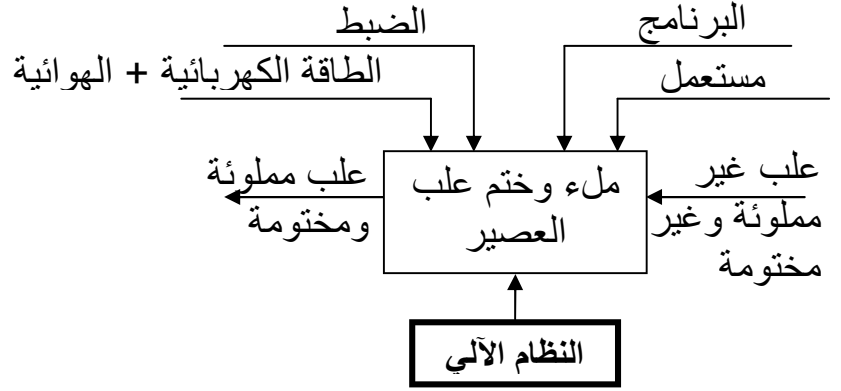 الضبط
البرنامج
الطاقة الكهربائية + الهوائية
مستعمل
علب غير
مملوئة وغير
مختومة
ملء وختم علب
العصير
علب مملوئة
ومختومة
النظام الآلي